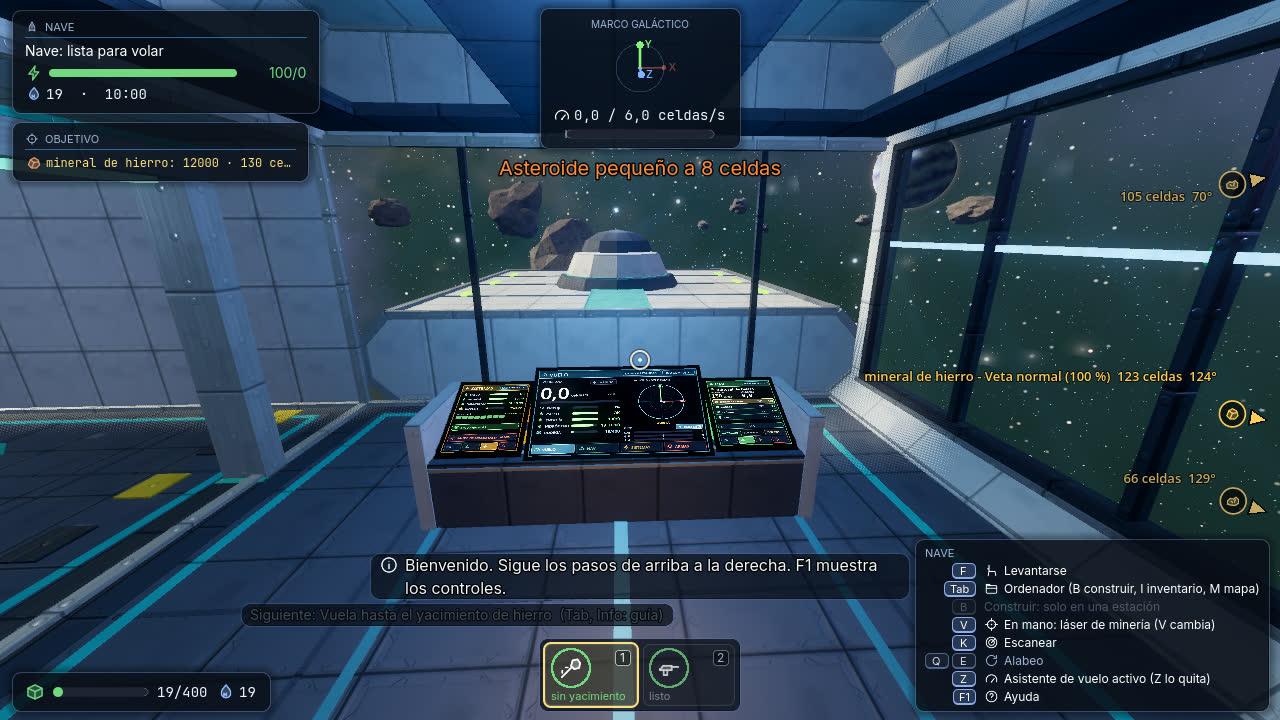 NAVE
Nave: lista para volar
100/0
19 · 10:00
OBJETIVO
mineral de hierro: 12000 · 130 ce…
MARCO GALÁCTICO
Y
X
Z
0,0 / 6,0 celdas/s
Asteroide pequeño a 8 celdas
105 celdas 70°
mineral de hierro - Veta normal (100 %) 123 celdas 124°
66 celdas 129°
VUELO
0,0
Bienvenido. Sigue los pasos de arriba a la derecha. F1 muestra
los controles.
Siguiente: Vuela hasta el yacimiento de hierro (Tab, Info: guía)
1
sin yacimiento
2
listo
19/400 19
NAVE
F Levantarse
Tab Ordenador (B construir, I inventario, M mapa)
B Construir: solo en una estación
V En mano: láser de minería (V cambia)
K Escanear
Q E Alabeo
Z Asistente de vuelo activo (Z lo quita)
F1 Ayuda